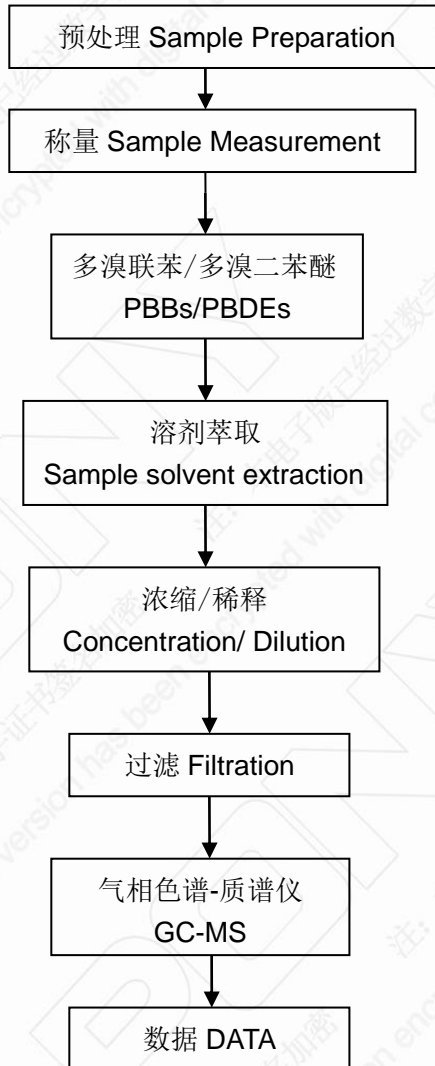 预处理 Sample Preparation
称量 Sample Measurement
多溴联苯/多溴二苯醚
PBBs/PBDEs
溶剂萃取
Sample solvent extraction
浓缩/稀释
Concentration/ Dilution
过滤 Filtration
气相色谱-质谱仪
GC-MS
数据 DATA